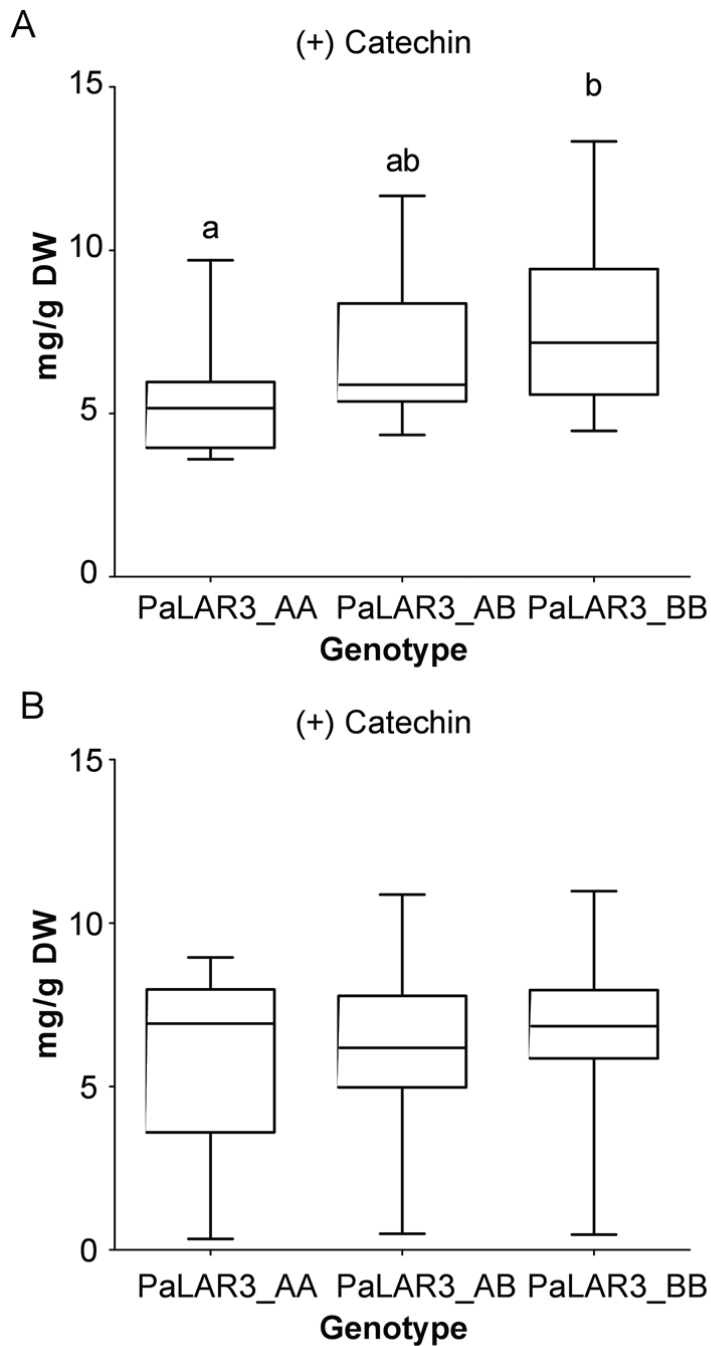 A
(+) Catechin
15
b
ab
a
10
mg/g DW
5
0
PaLAR3_AA PaLAR3_AB PaLAR3_BB
Genotype
B
(+) Catechin
15
10
mg/g DW
5
0
PaLAR3_AA PaLAR3_AB PaLAR3_BB
Genotype